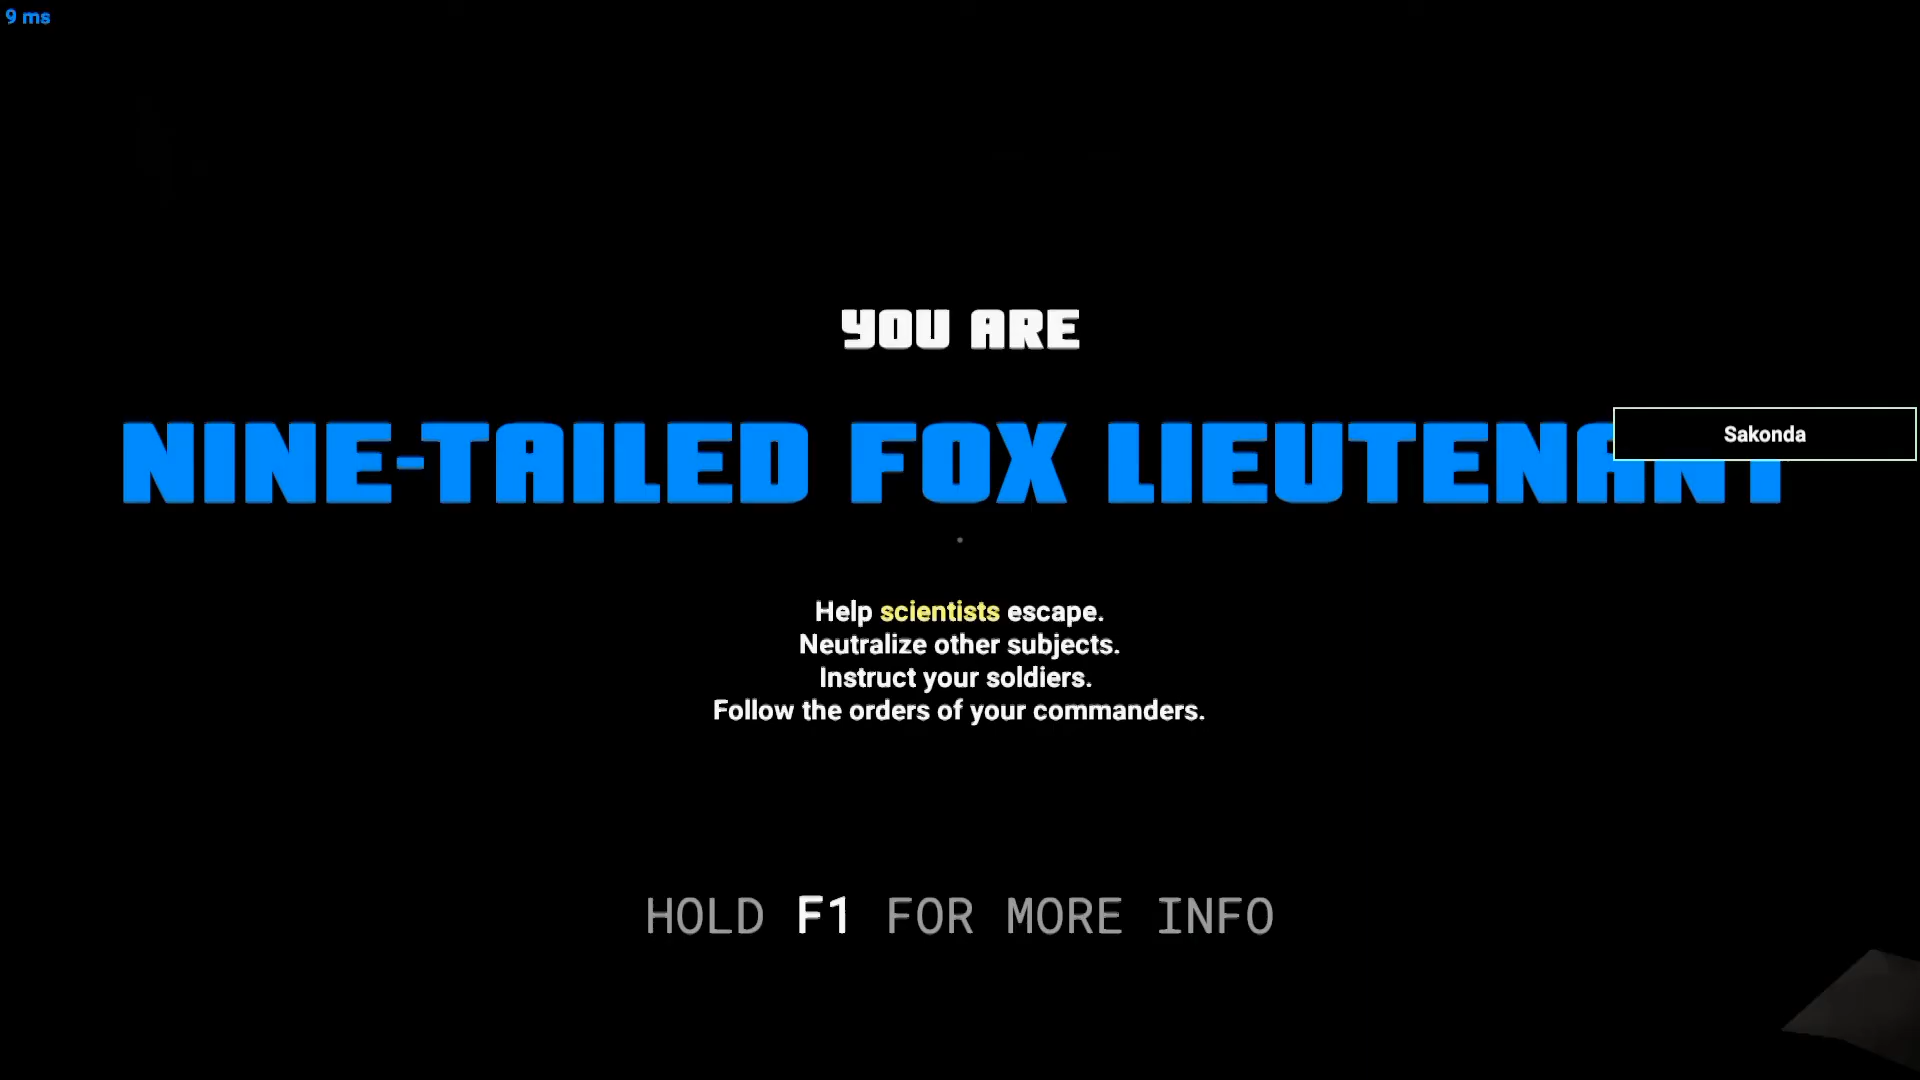 9 ms
YOU ARE
NINE-TAILED FOX LIEUTENANT
Sakonda
Help scientists escape.
Neutralize other subjects.
Instruct your soldiers.
Follow the orders of your commanders.
HOLD F1 FOR MORE INFO